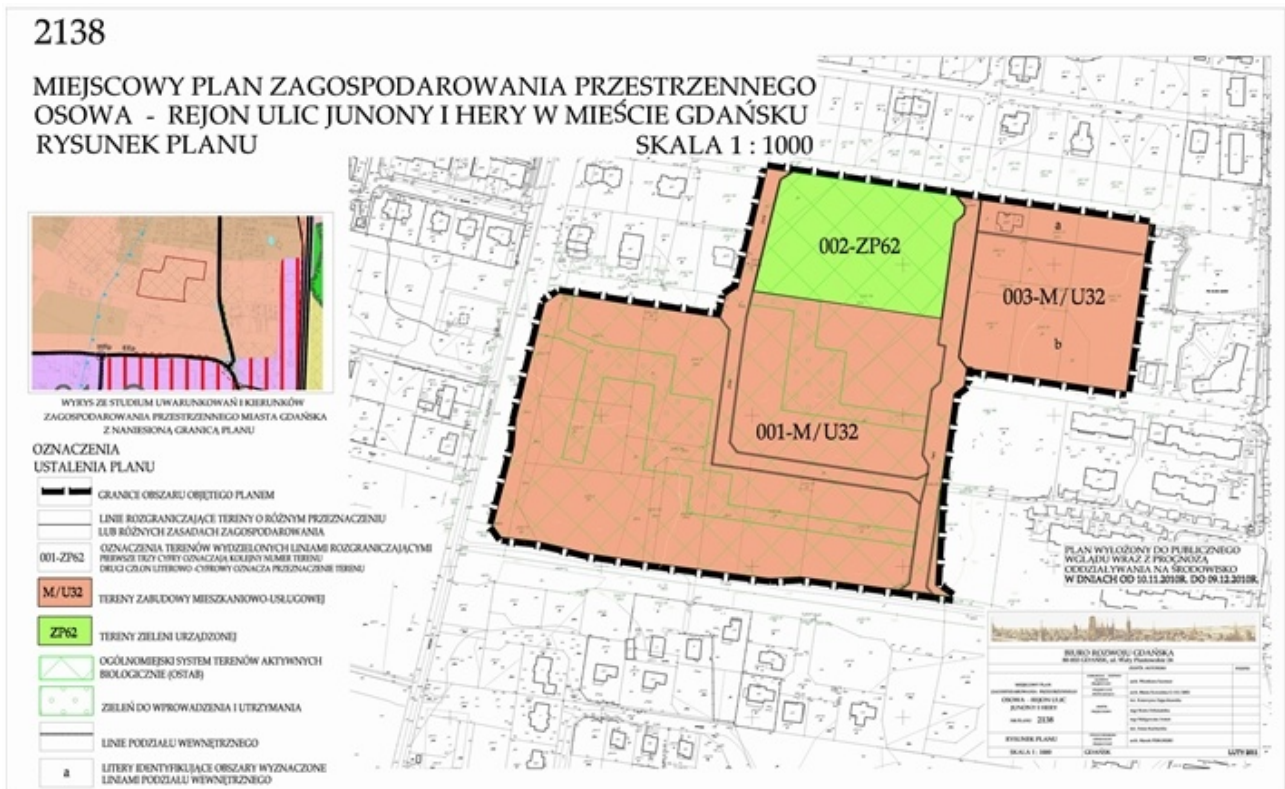 2138
MIEJSCOWY PLAN ZAGOSPODAROWANIA PRZESTRZENNEGO
OSOWA - REJON ULIC JUNONY I HERY W MIEŚCIE GDAŃSKU
RYSUNEK PLANU SKALA 1 : 1000
WYRYS ZE STUDIUM UWARUNKOWAŃ I KIERUNKÓW
ZAGOSPODAROWANIA PRZESTRZENNEGO MIASTA GDAŃSKA
Z NANIESIONĄ GRANICĄ PLANU
OZNACZENIA
USTALENIA PLANU
GRANICE OBSZARU OBJĘTEGO PLANEM
LINIE ROZGRANICZAJĄCE TERENY O RÓŻNYM PRZEZNACZENIU
LUB RÓŻNYCH ZASADACH ZAGOSPODAROWANIA
001-ZP62 OZNACZENIA TERENÓW WYDZIELONYCH LINIAMI ROZGRANICZAJĄCYMI
PIERWSZE TRZY CYFRY OZNACZAJĄ KOLEJNY NUMER TERENU
DRUGI CZŁON LITEROWO-CYFROWY OZNACZA PRZEZNACZENIE TERENU
M/U32 TERENY ZABUDOWY MIESZKANIOWO-USŁUGOWEJ
ZP62 TERENY ZIELENI URZĄDZONEJ
OGÓLNOMIEJSKI SYSTEM TERENÓW AKTYWNYCH
BIOLOGICZNIE (OSTAB)
ZIELEŃ DO WPROWADZENIA I UTRZYMANIA
LINIE PODZIAŁU WEWNĘTRZNEGO
a LITERY IDENTYFIKUJĄCE OBSZARY WYZNACZONE
LINIAMI PODZIAŁU WEWNĘTRZNEGO
002-ZP62
a
003-M/U32
b
001-M/U32
PLAN WYŁOŻONY DO PUBLICZNEGO
WGLĄDU WRAZ Z PROGNOZĄ
ODDZIAŁYWANIA NA ŚRODOWISKO
W DNIACH OD 10.11.2010R. DO 09.12.2010R.
BIURO ROZWOJU GDAŃSKA
MIEJSCOWY PLAN
ZAGOSPODAROWANIA PRZESTRZENNEGO
OSOWA - REJON ULIC
JUNONY I HERY
2138
RYSUNEK PLANU
SKALA 1 : 1000 GDAŃSK LUTY 2011